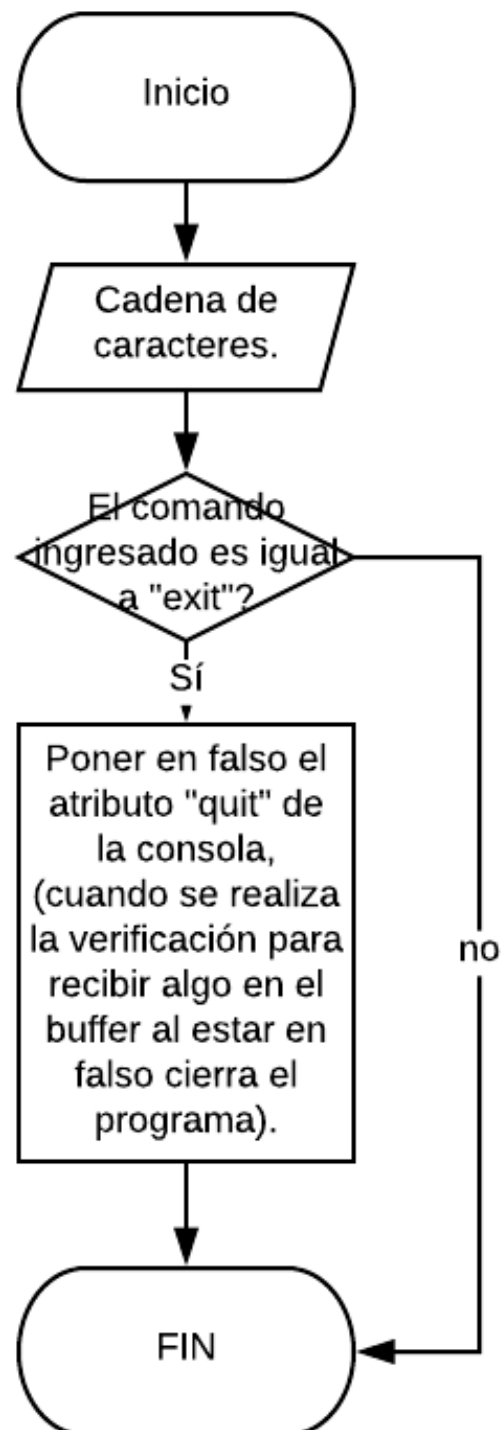 Inicio
Cadena de
caracteres.
El comando
ingresado es igual
a "exit"?
Sí
Poner en falso el
atributo "quit" de
la consola,
(cuando se realiza
la verificación para
recibir algo en el
buffer al estar en
falso cierra el
programa).
no
FIN